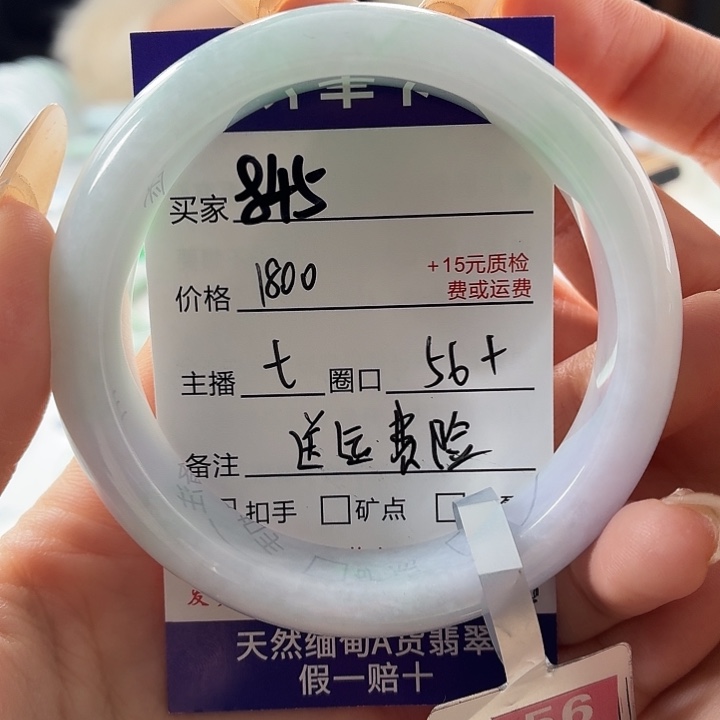 买家 845
价格 1800 +15元质检
费或运费
主播 七 圈口 56+
备注 送运费险
扣手 □矿点 □
发
天然缅甸A货翡翠
假一赔十
56